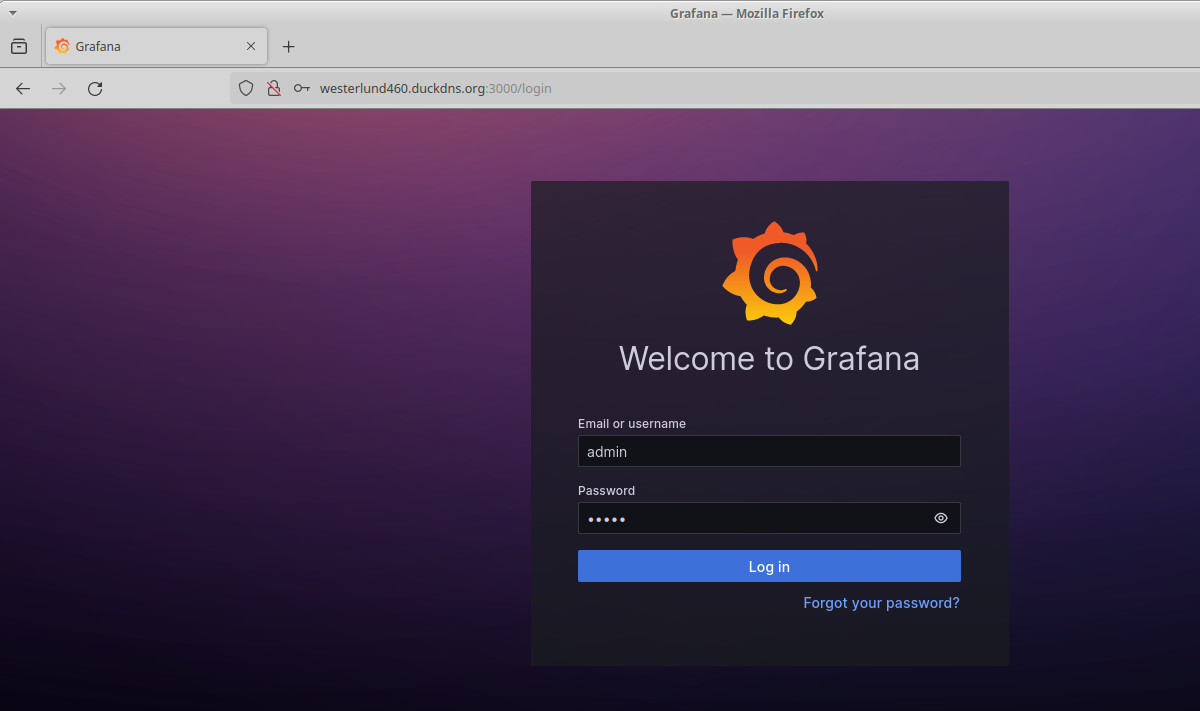 Grafana — Mozilla Firefox
Grafana
westerlund460.duckdns.org:3000/login
Welcome to Grafana
Email or username
admin
Password
•••••
Log in
Forgot your password?